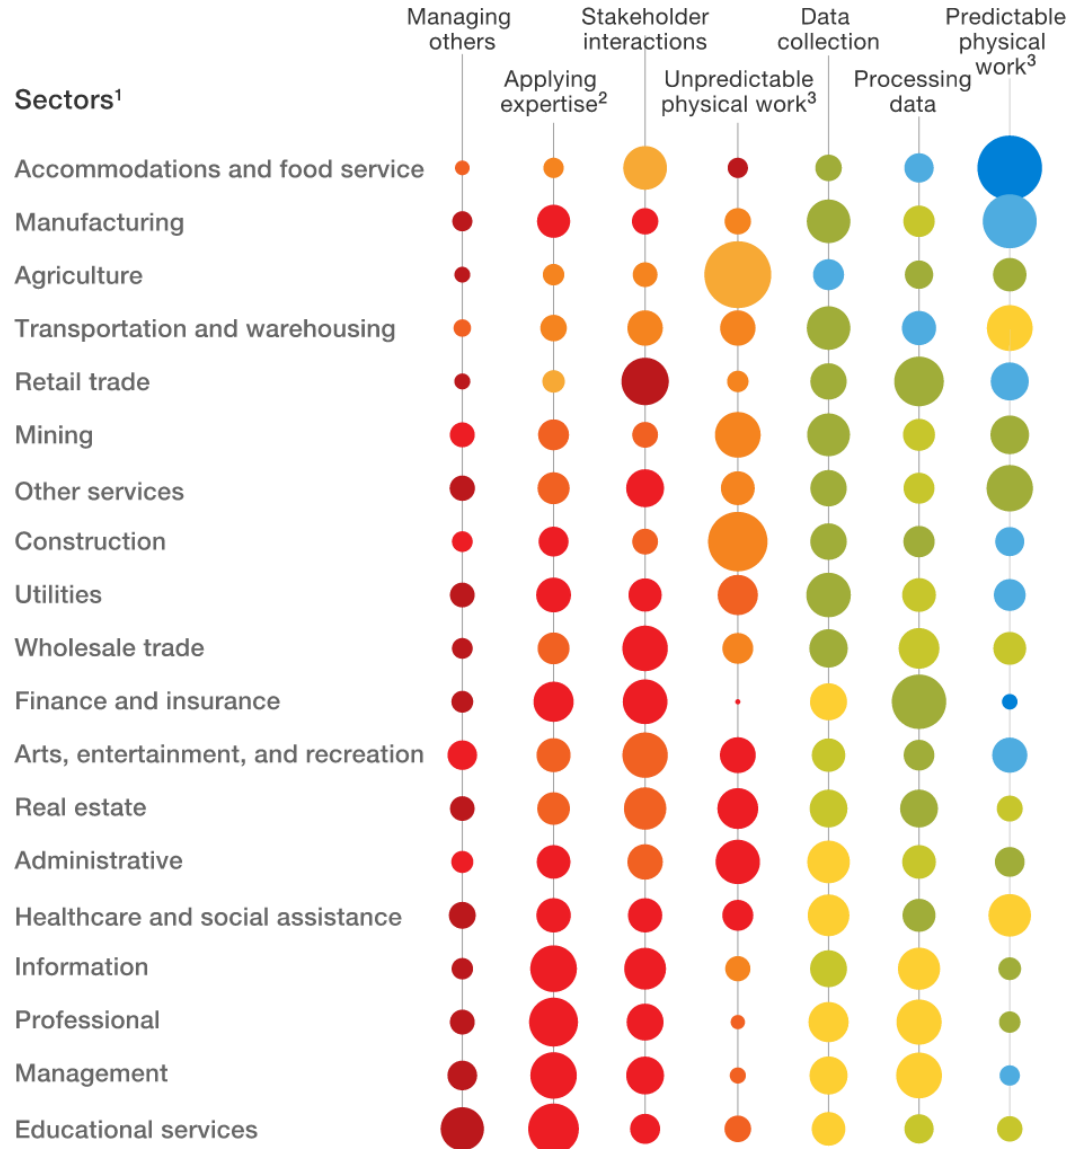 Managing
others
Stakeholder
interactions
Data
collection
Predictable
physical
work³
Applying
expertise²
Unpredictable
physical work³
Processing
data
Sectors¹
Accommodations and food service
Manufacturing
Agriculture
Transportation and warehousing
Retail trade
Mining
Other services
Construction
Utilities
Wholesale trade
Finance and insurance
Arts, entertainment, and recreation
Real estate
Administrative
Healthcare and social assistance
Information
Professional
Management
Educational services